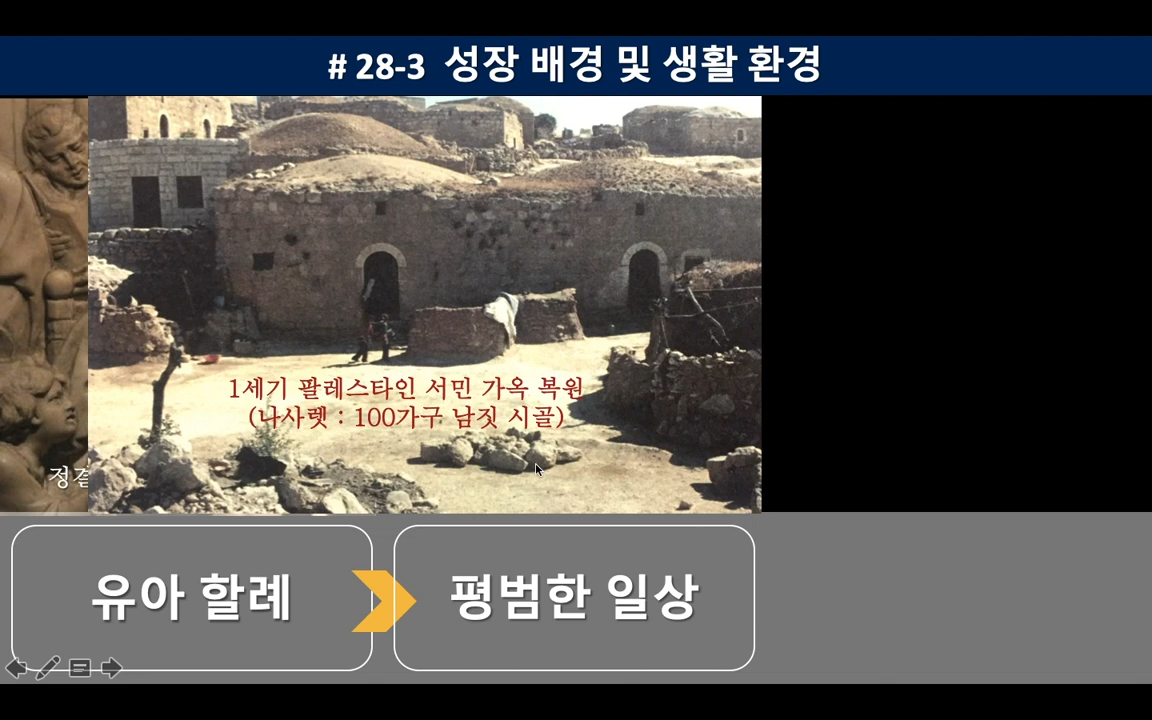 # 28-3 성장 배경 및 생활 환경
1세기 팔레스타인 서민 가옥 복원
(나사렛 : 100가구 남짓 시골)
유아 할례
평범한 일상